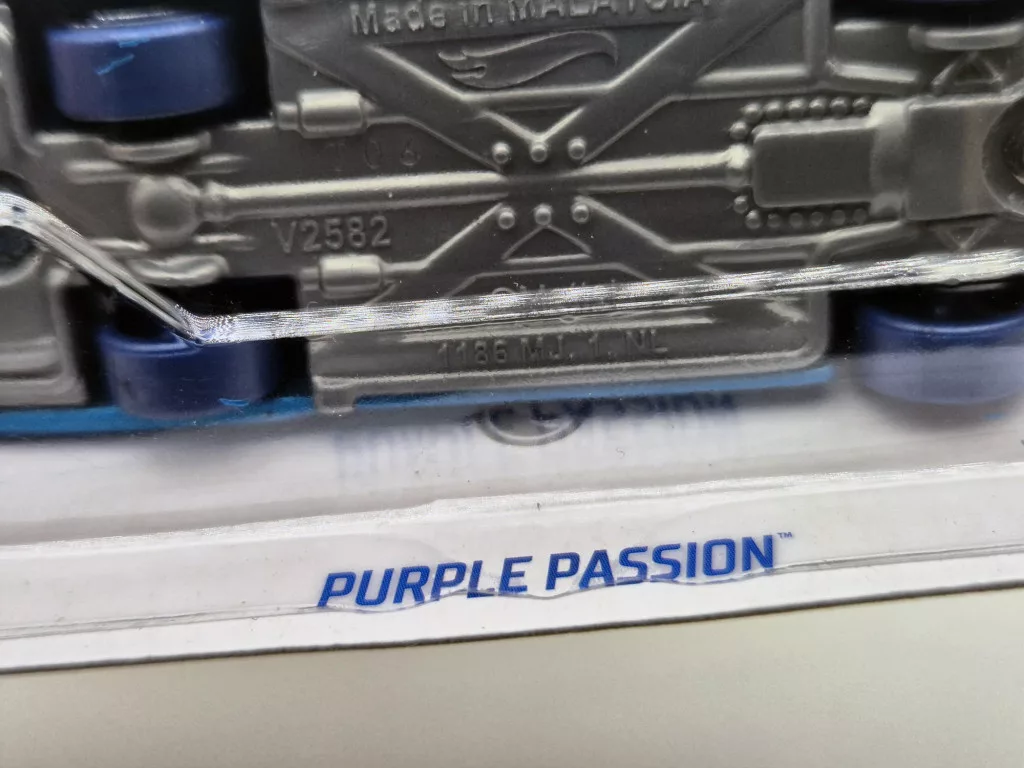 Made in MALAYSIA
V2582
1186 MJ. 1. NL
PURPLE PASSION™